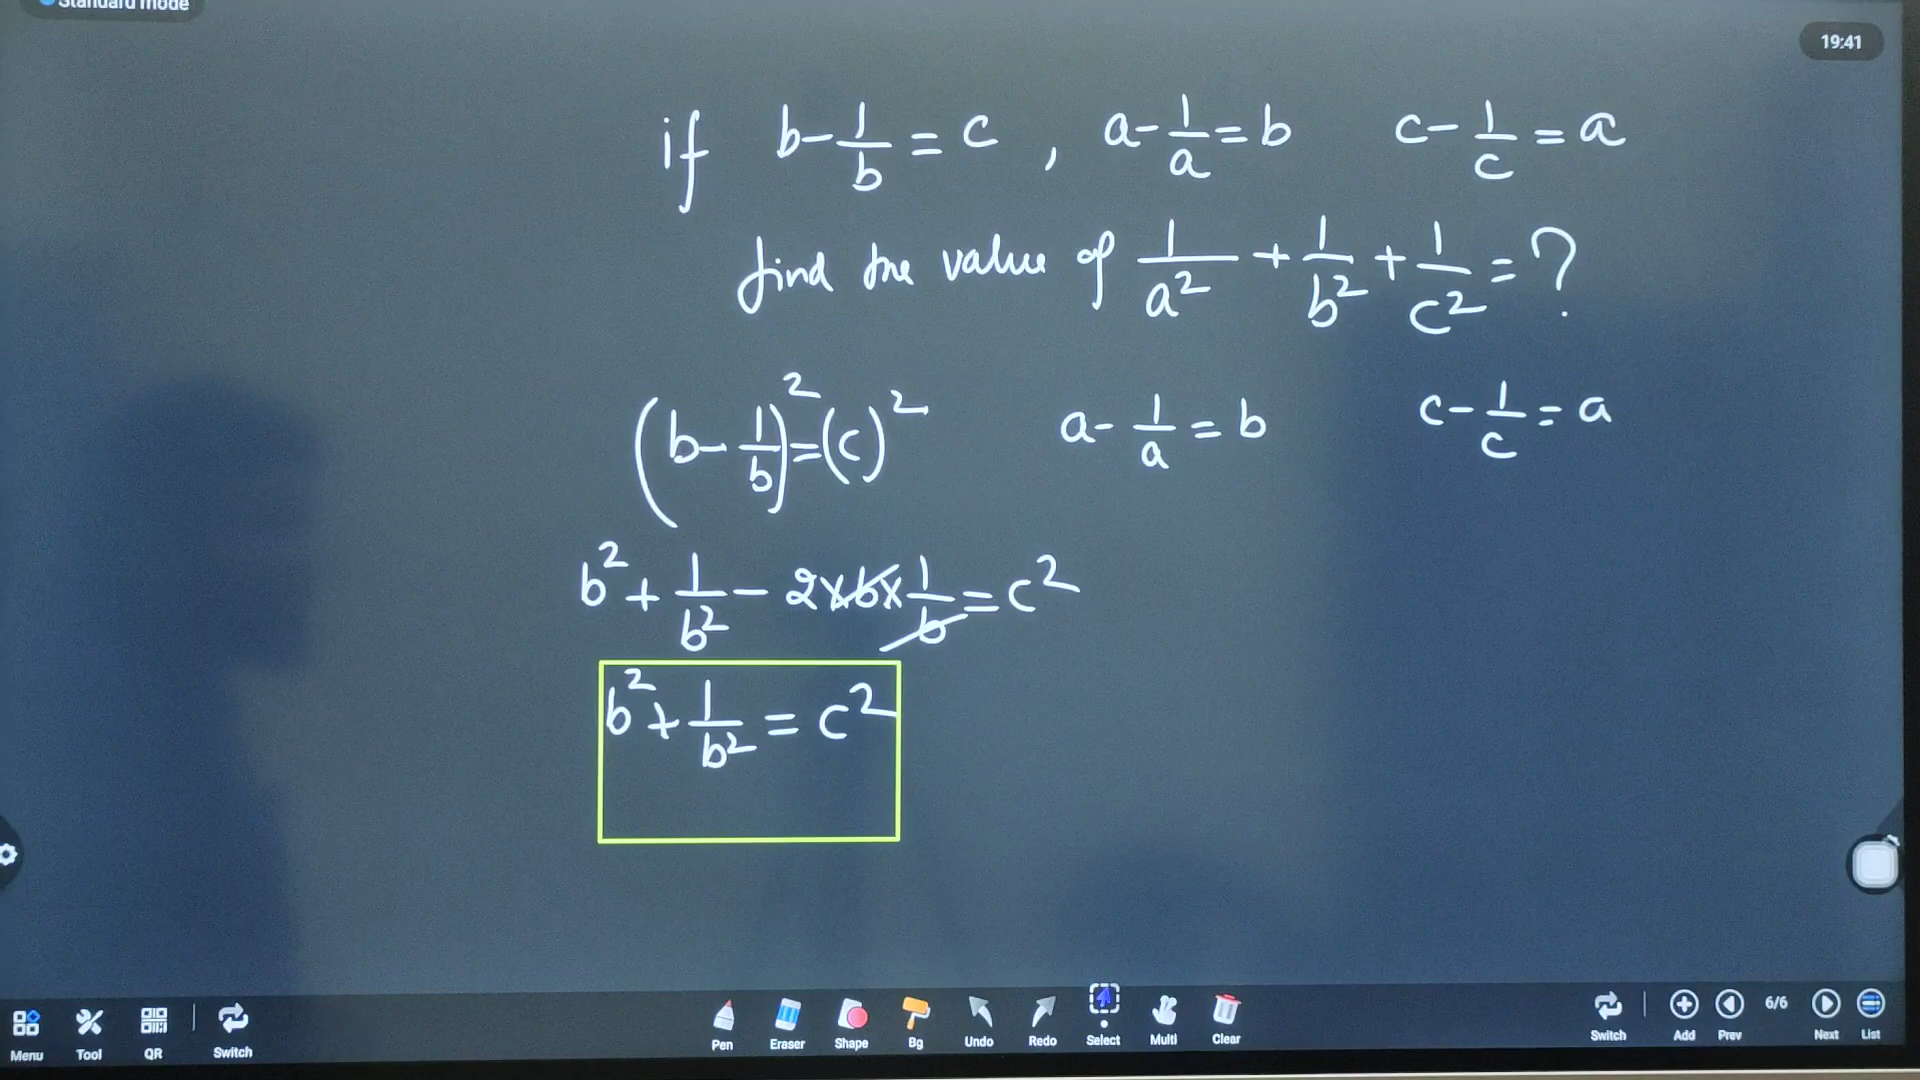 Standard mode
19:41
if b - 1/b = c , a - 1/a = b c - 1/c = a
find the value of 1/a² + 1/b² + 1/c² = ?
(b - 1/b)² = (c)² a - 1/a = b c - 1/c = a
b² + 1/b² - 2×b×1/b = c²
b² + 1/b² = c²
Menu Tool QR Switch Pen Eraser Shape Bg Undo Redo Select Multi Clear Switch Add Prev 6/6 Next List